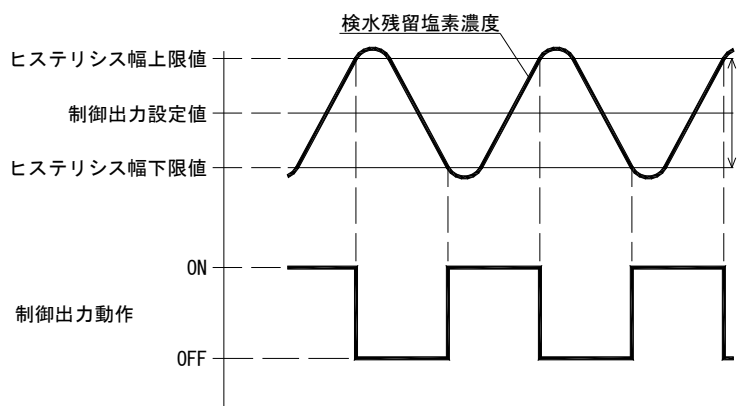 検水残留塩素濃度
ヒステリシス幅上限値
制御出力設定値
ヒステリシス幅下限値
ON
制御出力動作
OFF